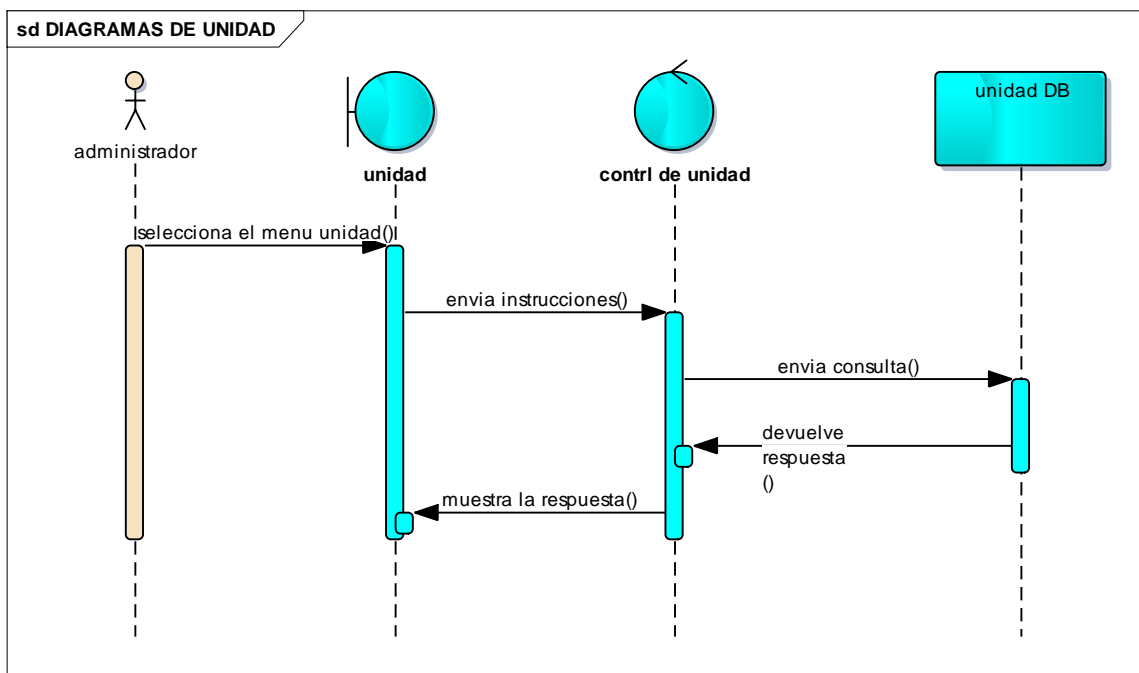 sd DIAGRAMAS DE UNIDAD
administrador
unidad
contrl de unidad
unidad DB
selecciona el menu unidad()
envia instrucciones()
envia consulta()
devuelve
respuesta
()
muestra la respuesta()